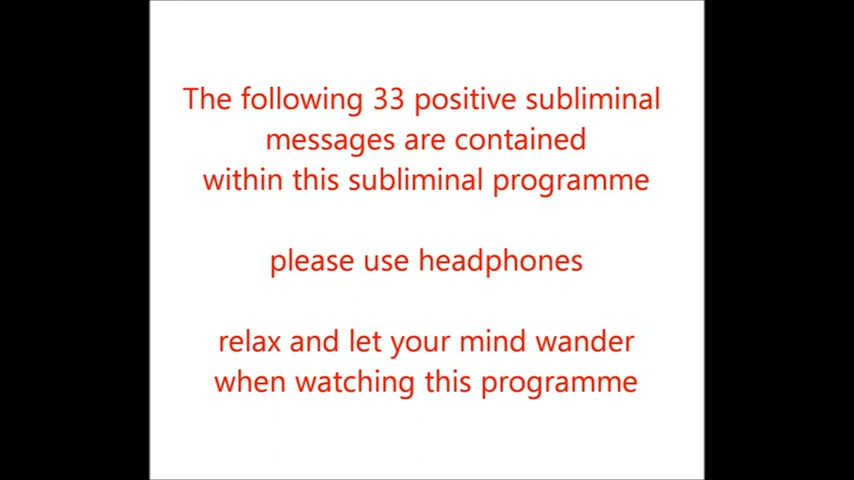 The following 33 positive subliminal
messages are contained
within this subliminal programme
please use headphones
relax and let your mind wander
when watching this programme